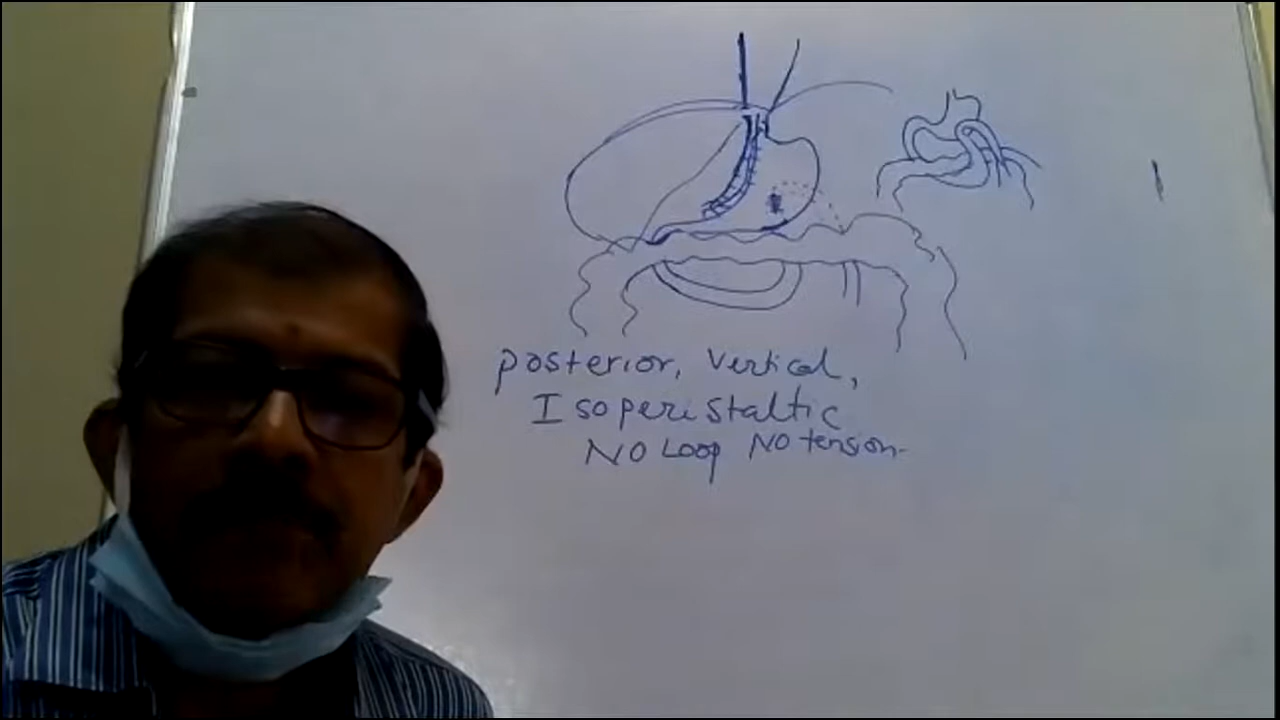 posterior, vertical,
Isoperistaltic
NO Loop NO tension.